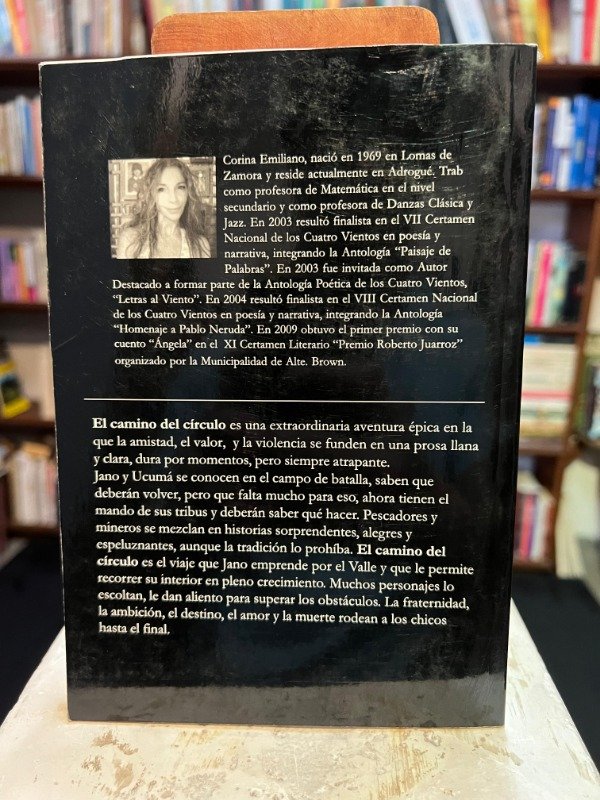 Corina Emiliano, nació en 1969 en Lomas de
Zamora y reside actualmente en Adrogué. Trab
como profesora de Matemática en el nivel
secundario y como profesora de Danzas Clásica y
Jazz. En 2003 resultó finalista en el VII Certamen
Nacional de los Cuatro Vientos en poesía y
narrativa, integrando la Antología “Paisaje de
Palabras”. En 2003 fue invitada como Autor
Destacado a formar parte de la Antología Poética de los Cuatro Vientos,
“Letras al Viento”. En 2004 resultó finalista en el VIII Certamen Nacional
de los Cuatro Vientos en poesía y narrativa, integrando la Antología
“Homenaje a Pablo Neruda”. En 2009 obtuvo el primer premio con su
cuento “Ángela” en el XI Certamen Literario “Premio Roberto Juarroz”
organizado por la Municipalidad de Alte. Brown.
El camino del círculo es una extraordinaria aventura épica en la
que la amistad, el valor, y la violencia se funden en una prosa llana
y clara, dura por momentos, pero siempre atrapante.
Jano y Ucumá se conocen en el campo de batalla, saben que
deberán volver, pero que falta mucho para eso, ahora tienen el
mando de sus tribus y deberán saber qué hacer. Pescadores y
mineros se mezclan en historias sorprendentes, alegres y
espeluznantes, aunque la tradición lo prohíba. El camino del
círculo es el viaje que Jano emprende por el Valle y que le permite
recorrer su interior en pleno crecimiento. Muchos personajes lo
escoltan, le dan aliento para superar los obstáculos. La fraternidad,
la ambición, el destino, el amor y la muerte rodean a los chicos
hasta el final.